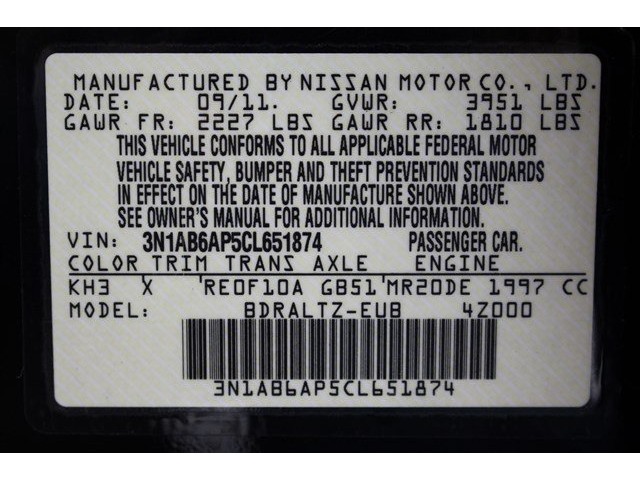 MANUFACTURED BY NISSAN MOTOR CO., LTD.
DATE: 09/11. GVWR: 3951 LBS
GAWR FR: 2227 LBS GAWR RR: 1810 LBS
THIS VEHICLE CONFORMS TO ALL APPLICABLE FEDERAL MOTOR
VEHICLE SAFETY, BUMPER AND THEFT PREVENTION STANDARDS
IN EFFECT ON THE DATE OF MANUFACTURE SHOWN ABOVE.
SEE OWNER'S MANUAL FOR ADDITIONAL INFORMATION.
VIN: 3N1AB6AP5CL651874 PASSENGER CAR.
COLOR TRIM TRANS AXLE ENGINE
KH3 X RE0F10A GB51 MR20DE 1997 CC
MODEL: BDRALTZ-EUB 4Z000
3N1AB6AP5CL651874